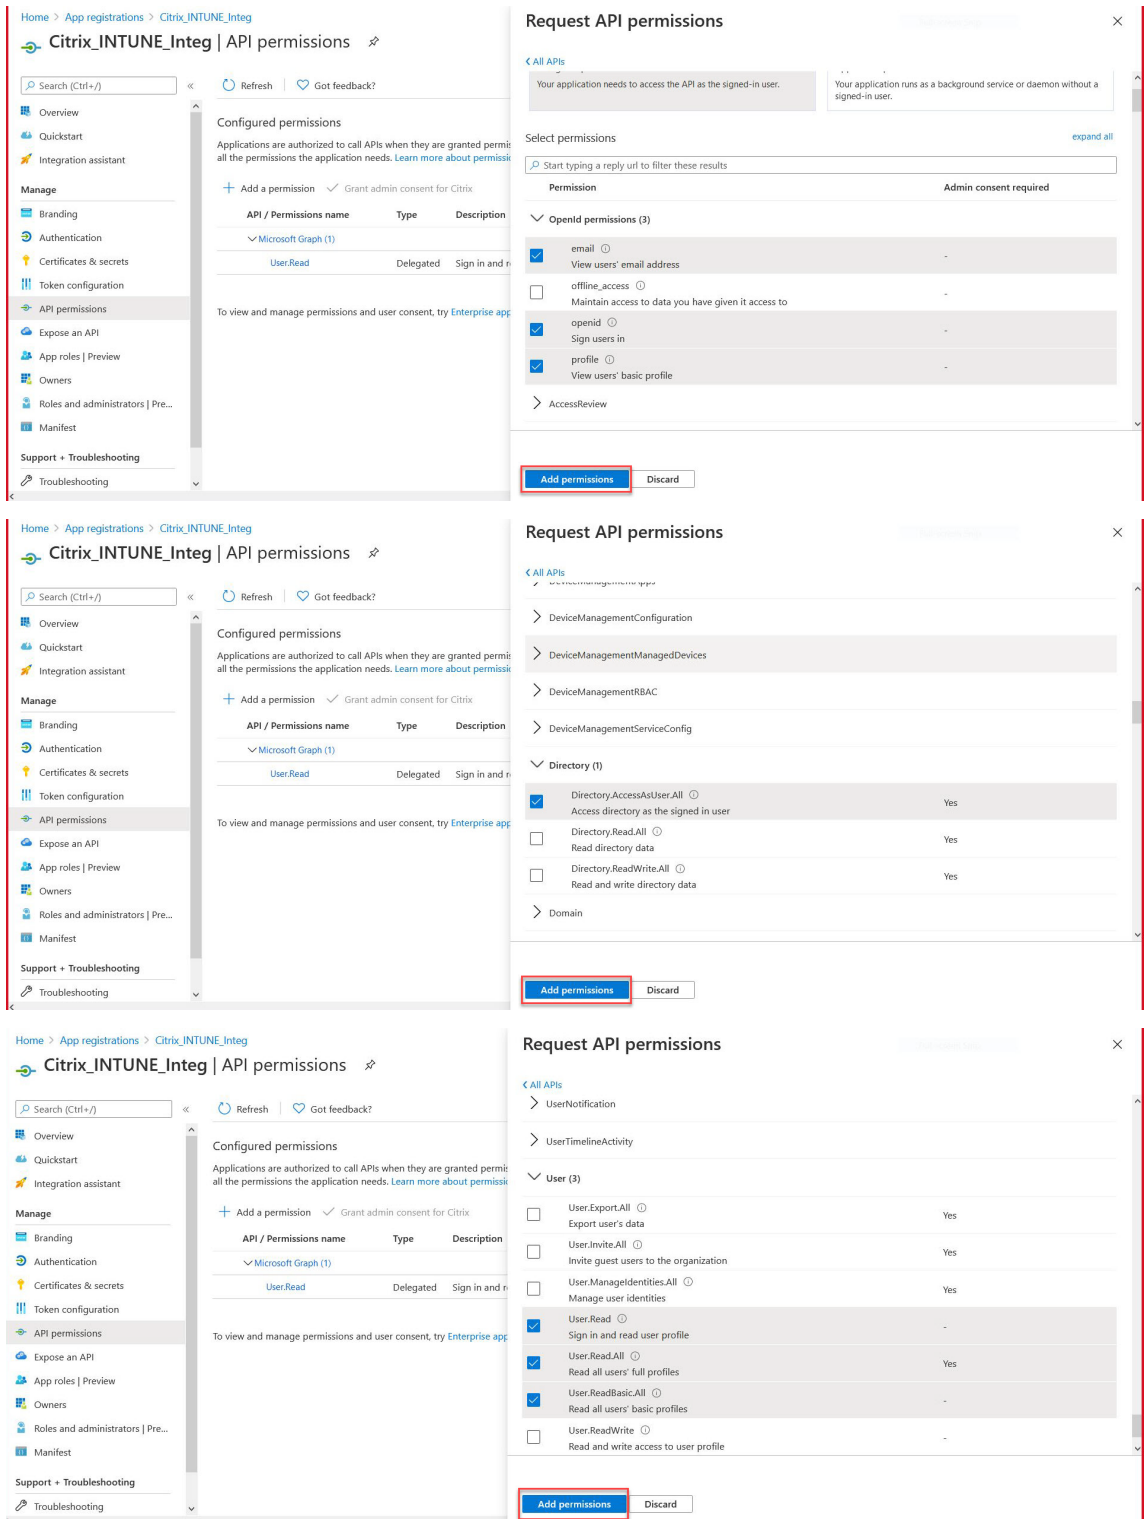 Home > App registrations > Citrix_INTUNE_Integ
Citrix_INTUNE_Integ | API permissions
Search (Ctrl+/)
«
Overview
Quickstart
Integration assistant
Manage
Branding
Authentication
Certificates & secrets
Token configuration
API permissions
Expose an API
App roles | Preview
Owners
Roles and administrators | Pre...
Manifest
Support + Troubleshooting
Troubleshooting
Refresh
Got feedback?
Configured permissions
Applications are authorized to call APIs when they are granted permis
all the permissions the application needs. Learn more about permissio
Add a permission
Grant admin consent for Citrix
API / Permissions name Type Description
Microsoft Graph (1)
User.Read Delegated Sign in and r
To view and manage permissions and user consent, try Enterprise app
Request API permissions
All APIs
Your application needs to access the API as the signed-in user.
Your application runs as a background service or daemon without a
signed-in user.
Select permissions
expand all
Start typing a reply url to filter these results
Permission Admin consent required
OpenId permissions (3)
email
View users' email address
-
offline_access
Maintain access to data you have given it access to
-
openid
Sign users in
-
profile
View users' basic profile
-
AccessReview
Add permissions
Discard
Home > App registrations > Citrix_INTUNE_Integ
Citrix_INTUNE_Integ | API permissions
Search (Ctrl+/)
«
Overview
Quickstart
Integration assistant
Manage
Branding
Authentication
Certificates & secrets
Token configuration
API permissions
Expose an API
App roles | Preview
Owners
Roles and administrators | Pre...
Manifest
Support + Troubleshooting
Troubleshooting
Refresh
Got feedback?
Configured permissions
Applications are authorized to call APIs when they are granted permis
all the permissions the application needs. Learn more about permissio
Add a permission
Grant admin consent for Citrix
API / Permissions name Type Description
Microsoft Graph (1)
User.Read Delegated Sign in and r
To view and manage permissions and user consent, try Enterprise app
Request API permissions
All APIs
DeviceManagementApps
DeviceManagementConfiguration
DeviceManagementManagedDevices
DeviceManagementRBAC
DeviceManagementServiceConfig
Directory (1)
Directory.AccessAsUser.All
Access directory as the signed in user
Yes
Directory.Read.All
Read directory data
Yes
Directory.ReadWrite.All
Read and write directory data
Yes
Domain
Add permissions
Discard
Home > App registrations > Citrix_INTUNE_Integ
Citrix_INTUNE_Integ | API permissions
Search (Ctrl+/)
«
Overview
Quickstart
Integration assistant
Manage
Branding
Authentication
Certificates & secrets
Token configuration
API permissions
Expose an API
App roles | Preview
Owners
Roles and administrators | Pre...
Manifest
Support + Troubleshooting
Troubleshooting
Refresh
Got feedback?
Configured permissions
Applications are authorized to call APIs when they are granted permis
all the permissions the application needs. Learn more about permissio
Add a permission
Grant admin consent for Citrix
API / Permissions name Type Description
Microsoft Graph (1)
User.Read Delegated Sign in and r
To view and manage permissions and user consent, try Enterprise app
Request API permissions
All APIs
UserNotification
UserTimelineActivity
User (3)
User.Export.All
Export user's data
Yes
User.Invite.All
Invite guest users to the organization
Yes
User.ManageIdentities.All
Manage user identities
Yes
User.Read
Sign in and read user profile
-
User.Read.All
Read all users' full profiles
Yes
User.ReadBasic.All
Read all users' basic profiles
-
User.ReadWrite
Read and write access to user profile
-
Add permissions
Discard